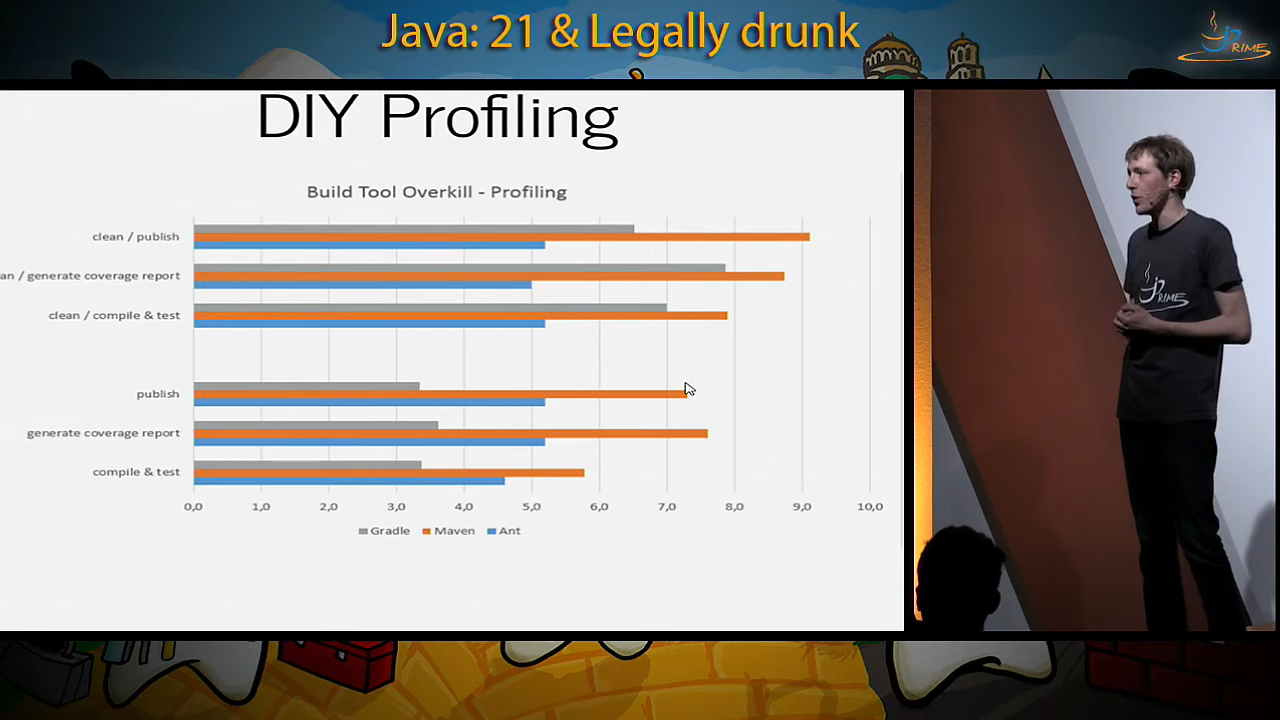 Java: 21 & Legally drunk
JPRIME
DIY Profiling
Build Tool Overkill - Profiling
clean / publish
an / generate coverage report
clean / compile & test
publish
generate coverage report
compile & test
0,0 1,0 2,0 3,0 4,0 5,0 6,0 7,0 8,0 9,0 10,0
Gradle Maven Ant
JPRIME